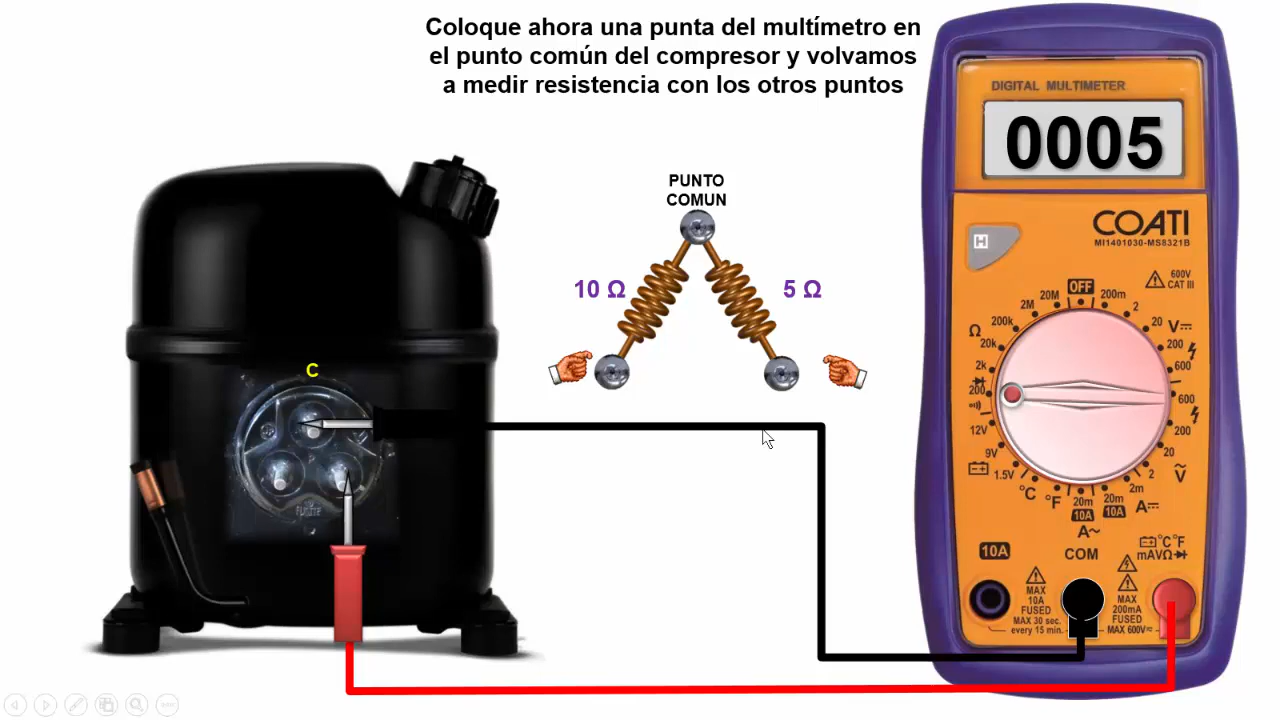 Coloque ahora una punta del multímetro en
el punto común del compresor y volvamos
a medir resistencia con los otros puntos
DIGITAL MULTIMETER
0005
COATI
MI1401030-MS8321B
H
PUNTO
COMUN
10 Ω
5 Ω
C
600V
CAT III
OFF
20M
200m
2M
2
200k
20
Ω
V
20k
200
2k
600
200
600
12V
200
9V
20
1.5V
2
V
°C
°F
20m
10A
20m
10A
2m
A
A~
10A
COM
°C°F
mAVΩ
MAX
10A
FUSED
MAX 30 sec.
every 15 min.
MAX
200mA
FUSED
MAX 600V